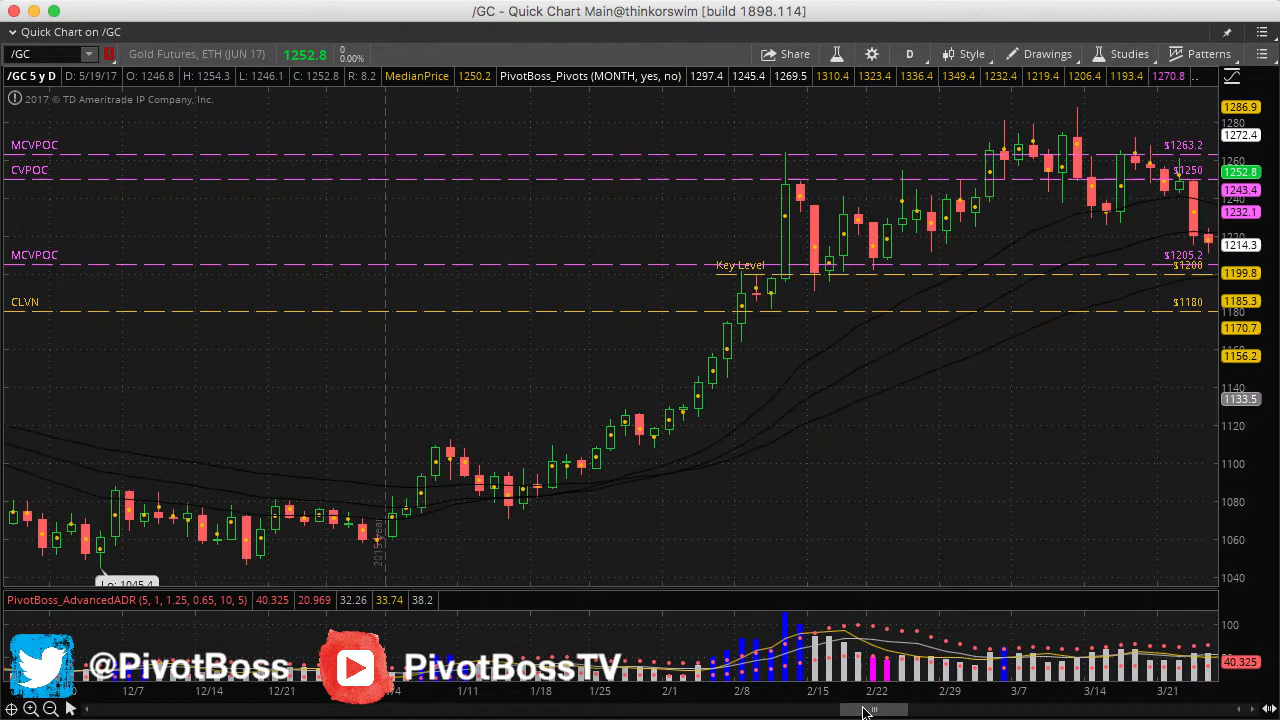 /GC - Quick Chart Main@thinkorswim [build 1898.114]
Quick Chart on /GC
/GC Gold Futures, ETH (JUN 17) 1252.8 0 0.00% Share D Style Drawings Studies Patterns
/GC 5 y D D: 5/19/17 O: 1246.8 H: 1254.3 L: 1246.1 C: 1252.8 R: 8.2 MedianPrice 1250.2 PivotBoss_Pivots (MONTH, yes, no) 1297.4 1245.4 1269.5 1310.4 1323.4 1336.4 1349.4 1232.4 1219.4 1206.4 1193.4 1270.8 ..
2017 © TD Ameritrade IP Company, Inc.
1286.9
1280
1272.4
MCVPOC $1263.2
1260
CVPOC $1250 1252.8
1243.4
1240
1232.1
1220
1214.3
MCVPOC $1205.2
Key Level $1200 1199.8
CLVN $1180 1185.3
1180
1170.7
1160
1156.2
1140
1133.5
1120
1100
1080
1060
2015 year
Lo: 1045.4
1040
PivotBoss_AdvancedADR (5, 1, 1.25, 0.65, 10, 5) 40.325 20.969 32.26 33.74 38.2
100
@PivotBoss PivotBossTV 40.325
12/7 12/14 12/21 1/11 1/18 1/25 2/1 2/8 2/15 2/22 2/29 3/7 3/14 3/21